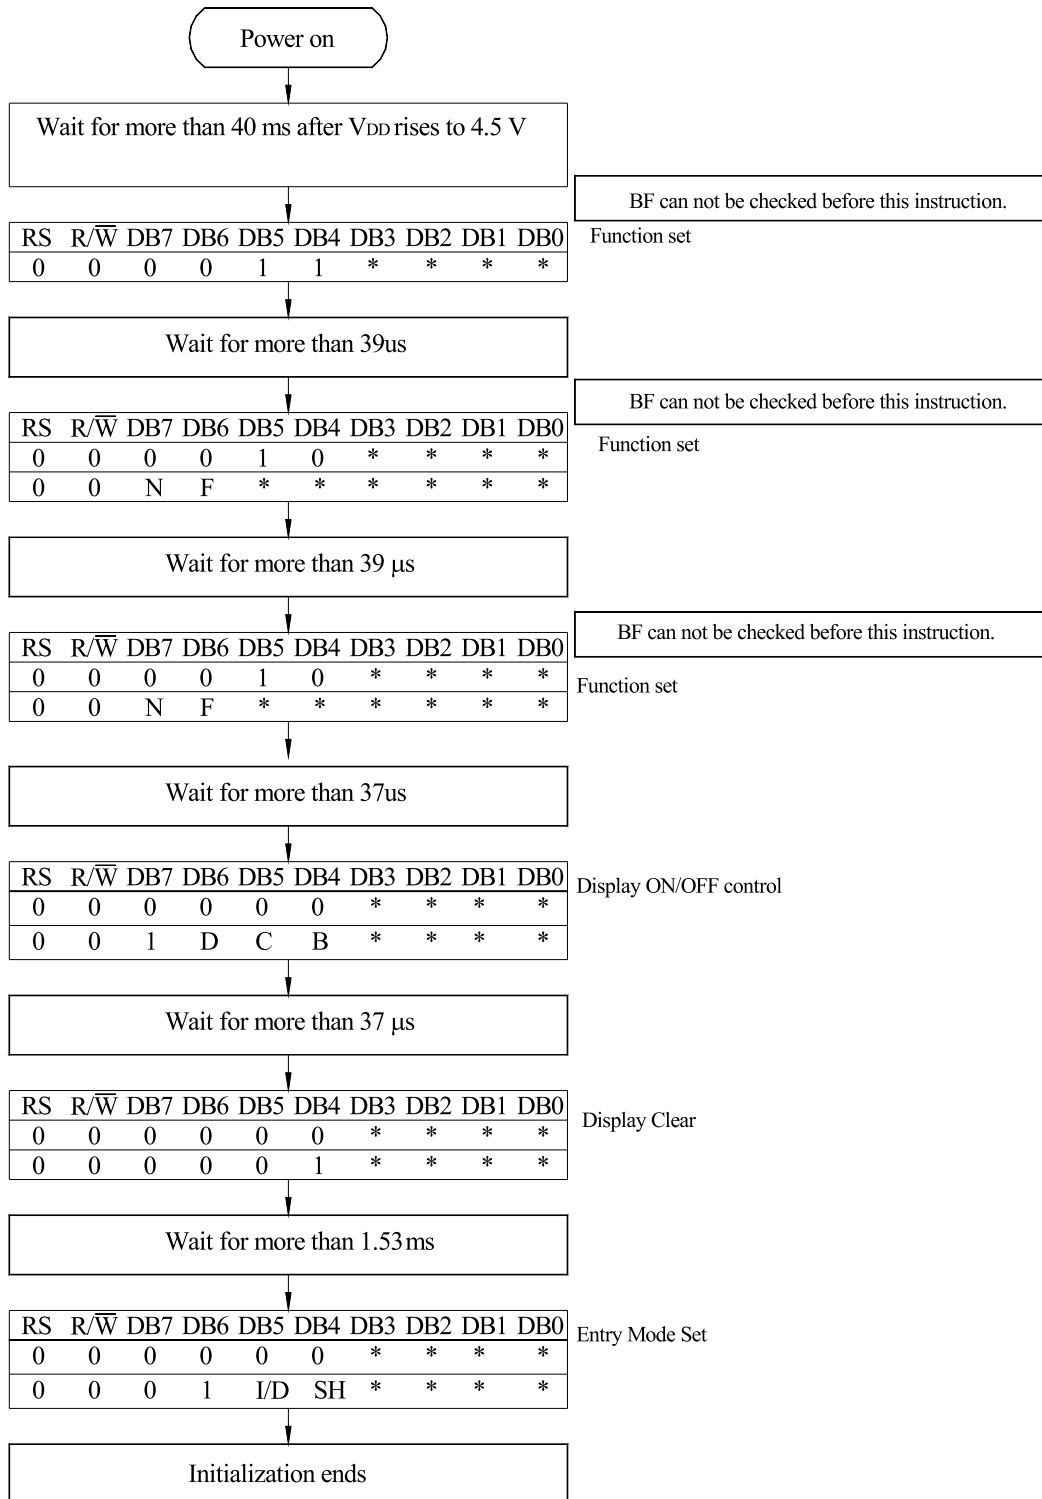 Power on
Wait for more than 40 ms after VDD rises to 4.5 V
BF can not be checked before this instruction.
RS R/W̅ DB7 DB6 DB5 DB4 DB3 DB2 DB1 DB0
Function set
0 0 0 0 1 1 * * * *
Wait for more than 39us
BF can not be checked before this instruction.
RS R/W̅ DB7 DB6 DB5 DB4 DB3 DB2 DB1 DB0
Function set
0 0 0 0 1 0 * * * *
0 0 N F * * * * * *
Wait for more than 39 μs
BF can not be checked before this instruction.
RS R/W̅ DB7 DB6 DB5 DB4 DB3 DB2 DB1 DB0
0 0 0 0 1 0 * * * *
Function set
0 0 N F * * * * * *
Wait for more than 37us
RS R/W̅ DB7 DB6 DB5 DB4 DB3 DB2 DB1 DB0
Display ON/OFF control
0 0 0 0 0 0 * * * *
0 0 1 D C B * * * *
Wait for more than 37 μs
RS R/W̅ DB7 DB6 DB5 DB4 DB3 DB2 DB1 DB0
Display Clear
0 0 0 0 0 0 * * * *
0 0 0 0 0 1 * * * *
Wait for more than 1.53ms
RS R/W̅ DB7 DB6 DB5 DB4 DB3 DB2 DB1 DB0
Entry Mode Set
0 0 0 0 0 0 * * * *
0 0 0 1 I/D SH * * * *
Initialization ends